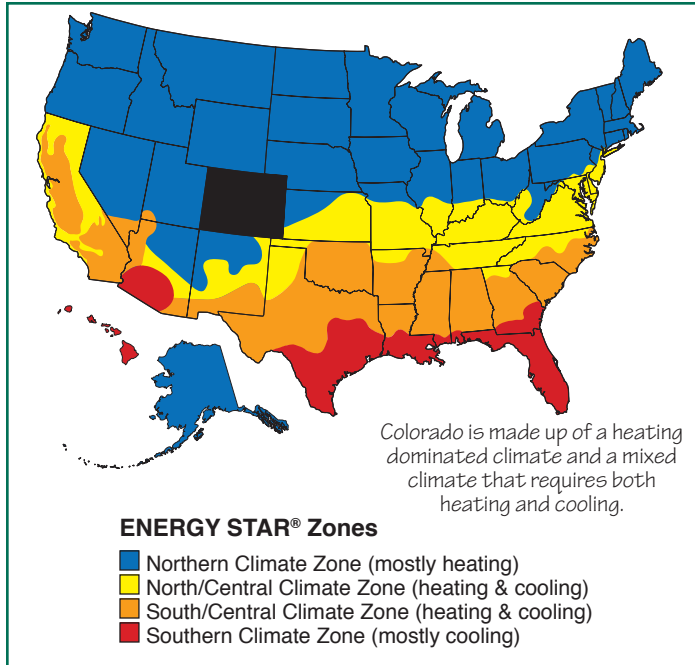 Colorado is made up of a heating
dominated climate and a mixed
climate that requires both
heating and cooling.
ENERGY STAR® Zones
Northern Climate Zone (mostly heating)
North/Central Climate Zone (heating & cooling)
South/Central Climate Zone (heating & cooling)
Southern Climate Zone (mostly cooling)